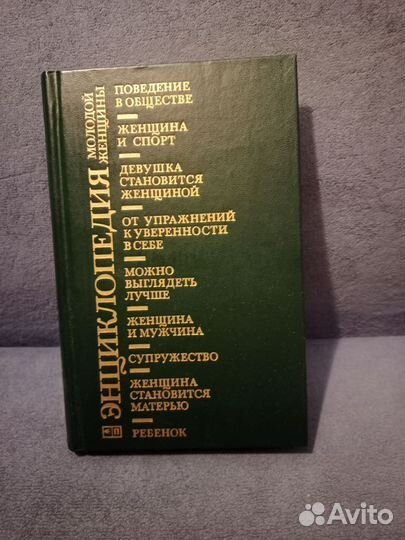 ЭНЦИКЛОПЕДИЯ
МОЛОДОЙ
ЖЕНЩИНЫ
ПОВЕДЕНИЕ
В ОБЩЕСТВЕ
ЖЕНЩИНА
И СПОРТ
ДЕВУШКА
СТАНОВИТСЯ
ЖЕНЩИНОЙ
ОТ УПРАЖНЕНИЙ
К УВЕРЕННОСТИ
В СЕБЕ
МОЖНО
ВЫГЛЯДЕТЬ
ЛУЧШЕ
ЖЕНЩИНА
И МУЖЧИНА
СУПРУЖЕСТВО
ЖЕНЩИНА
СТАНОВИТСЯ
МАТЕРЬЮ
РЕБЕНОК
Avito